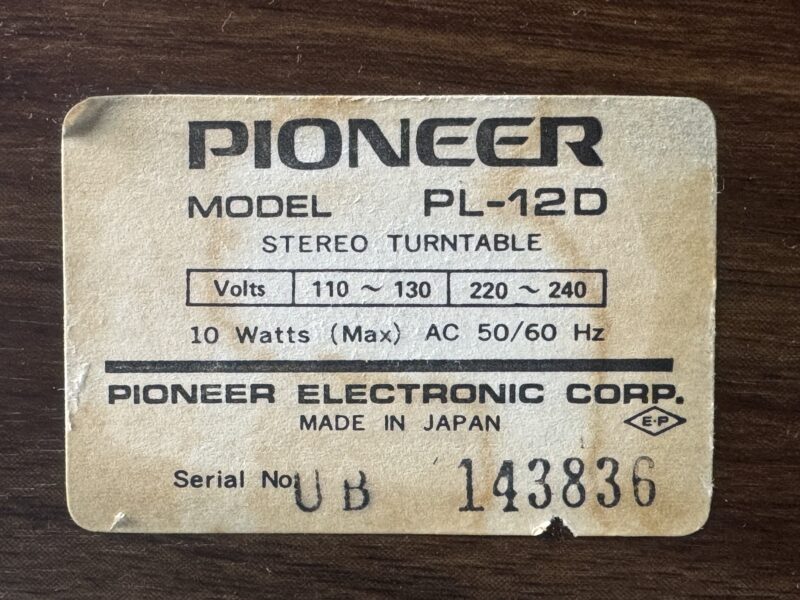 PIONEER
MODEL PL-12D
STEREO TURNTABLE
Volts 110 ~ 130 220 ~ 240
10 Watts (Max) AC 50/60 Hz
PIONEER ELECTRONIC CORP.
MADE IN JAPAN E·P
Serial No. UB 143836